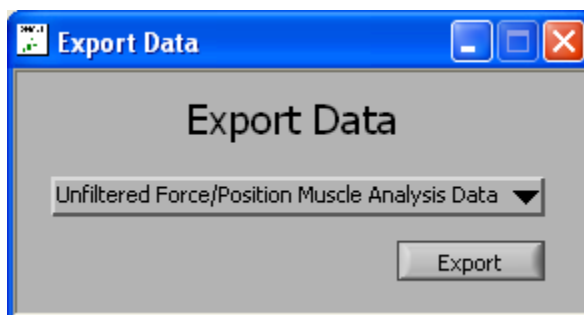 Export Data
Export Data
Unfiltered Force/Position Muscle Analysis Data
Export